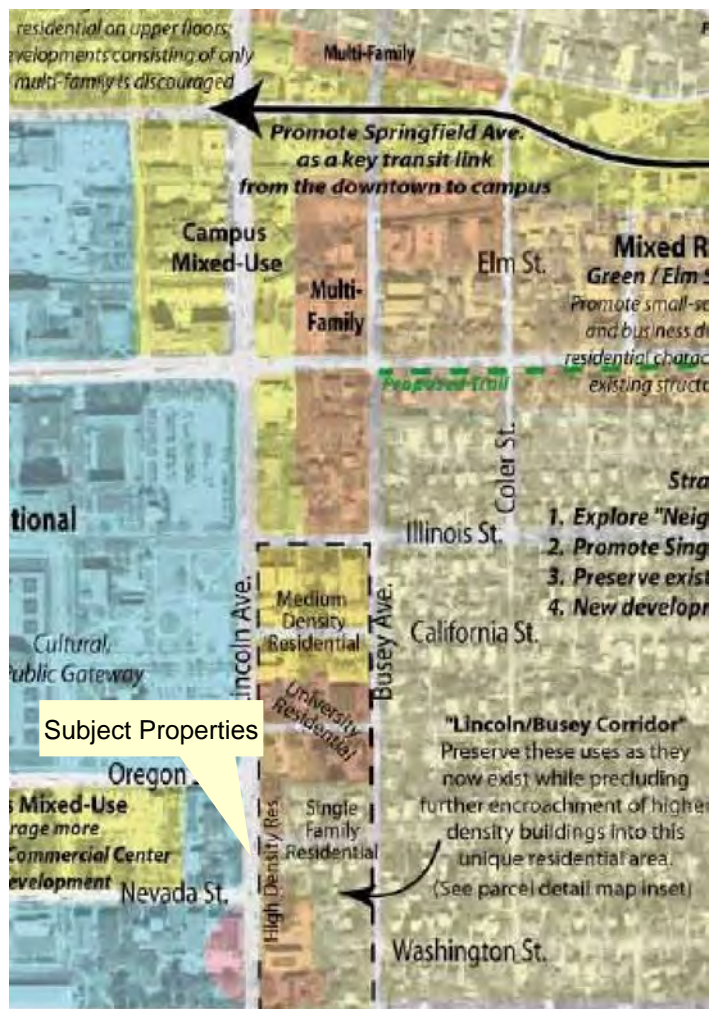 residential on upper floors;
developments consisting of only
multi-family is discouraged
Multi-Family
Promote Springfield Ave.
as a key transit link
from the downtown to campus
Campus
Mixed-Use
Multi-
Family
Elm St.
Mixed R
Green / Elm S
Promote small-sc
and business d
residential charac
existing structu
Proposed Trail
Coler St.
Stra
1. Explore "Neig
2. Promote Sing
3. Preserve exist
4. New developm
tional
Illinois St.
Lincoln Ave.
Busey Ave.
Medium
Density
Residential
California St.
Cultural,
Public Gateway
University
Residential
Subject Properties
"Lincoln/Busey Corridor"
Preserve these uses as they
now exist while precluding
further encroachment of higher
density buildings into this
unique residential area.
(See parcel detail map inset)
Oregon
s Mixed-Use
rage more
Commercial Center
evelopment
High Density Res.
Single
Family
Residential
Nevada St.
Washington St.